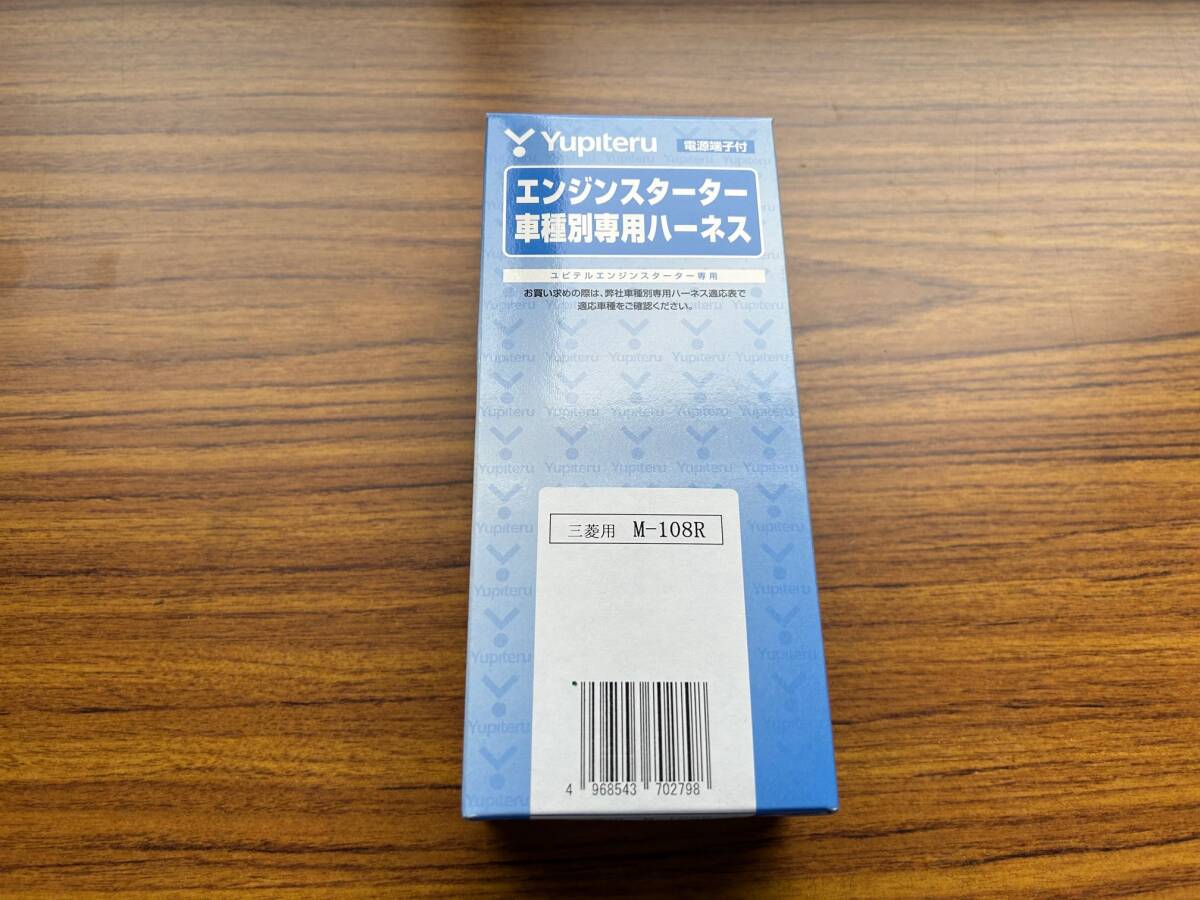 Yupiteru 電源端子付
エンジンスターター
車種別専用ハーネス
ユピテルエンジンスターター専用
お買い求めの際は、弊社車種別専用ハーネス適応表で
適応車種をご確認ください。
三菱用 M-108R
4 968543 702798